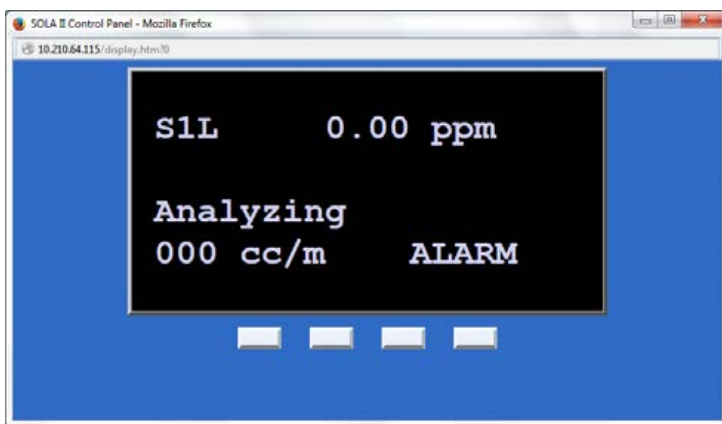 SOLA II Control Panel - Mozilla Firefox
10.210.64.115/display.htm?0
S1L 0.00 ppm
Analyzing
000 cc/m ALARM